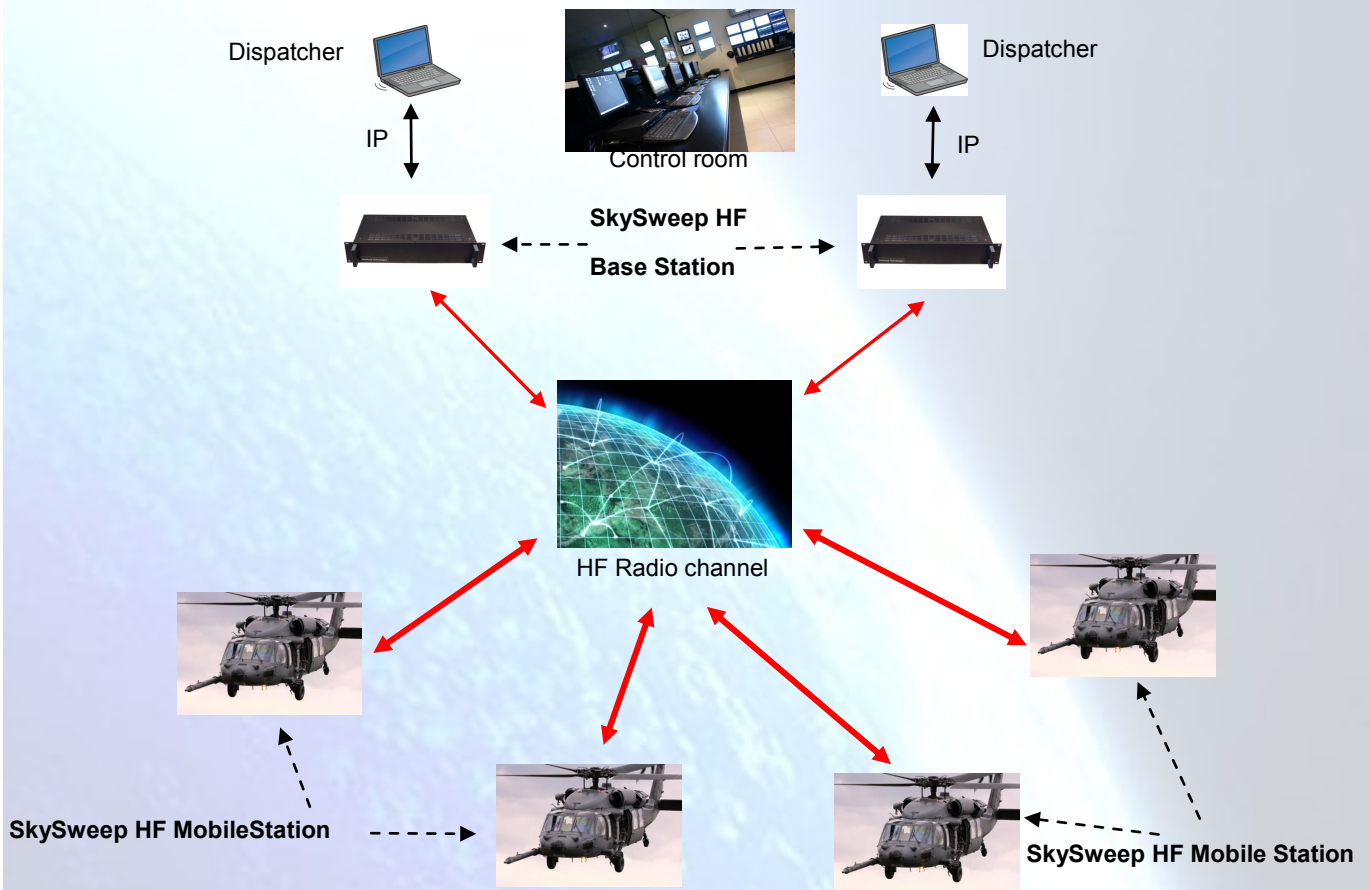 Dispatcher
Dispatcher
IP
IP
Control room
SkySweep HF
Base Station
HF Radio channel
SkySweep HF MobileStation
SkySweep HF Mobile Station